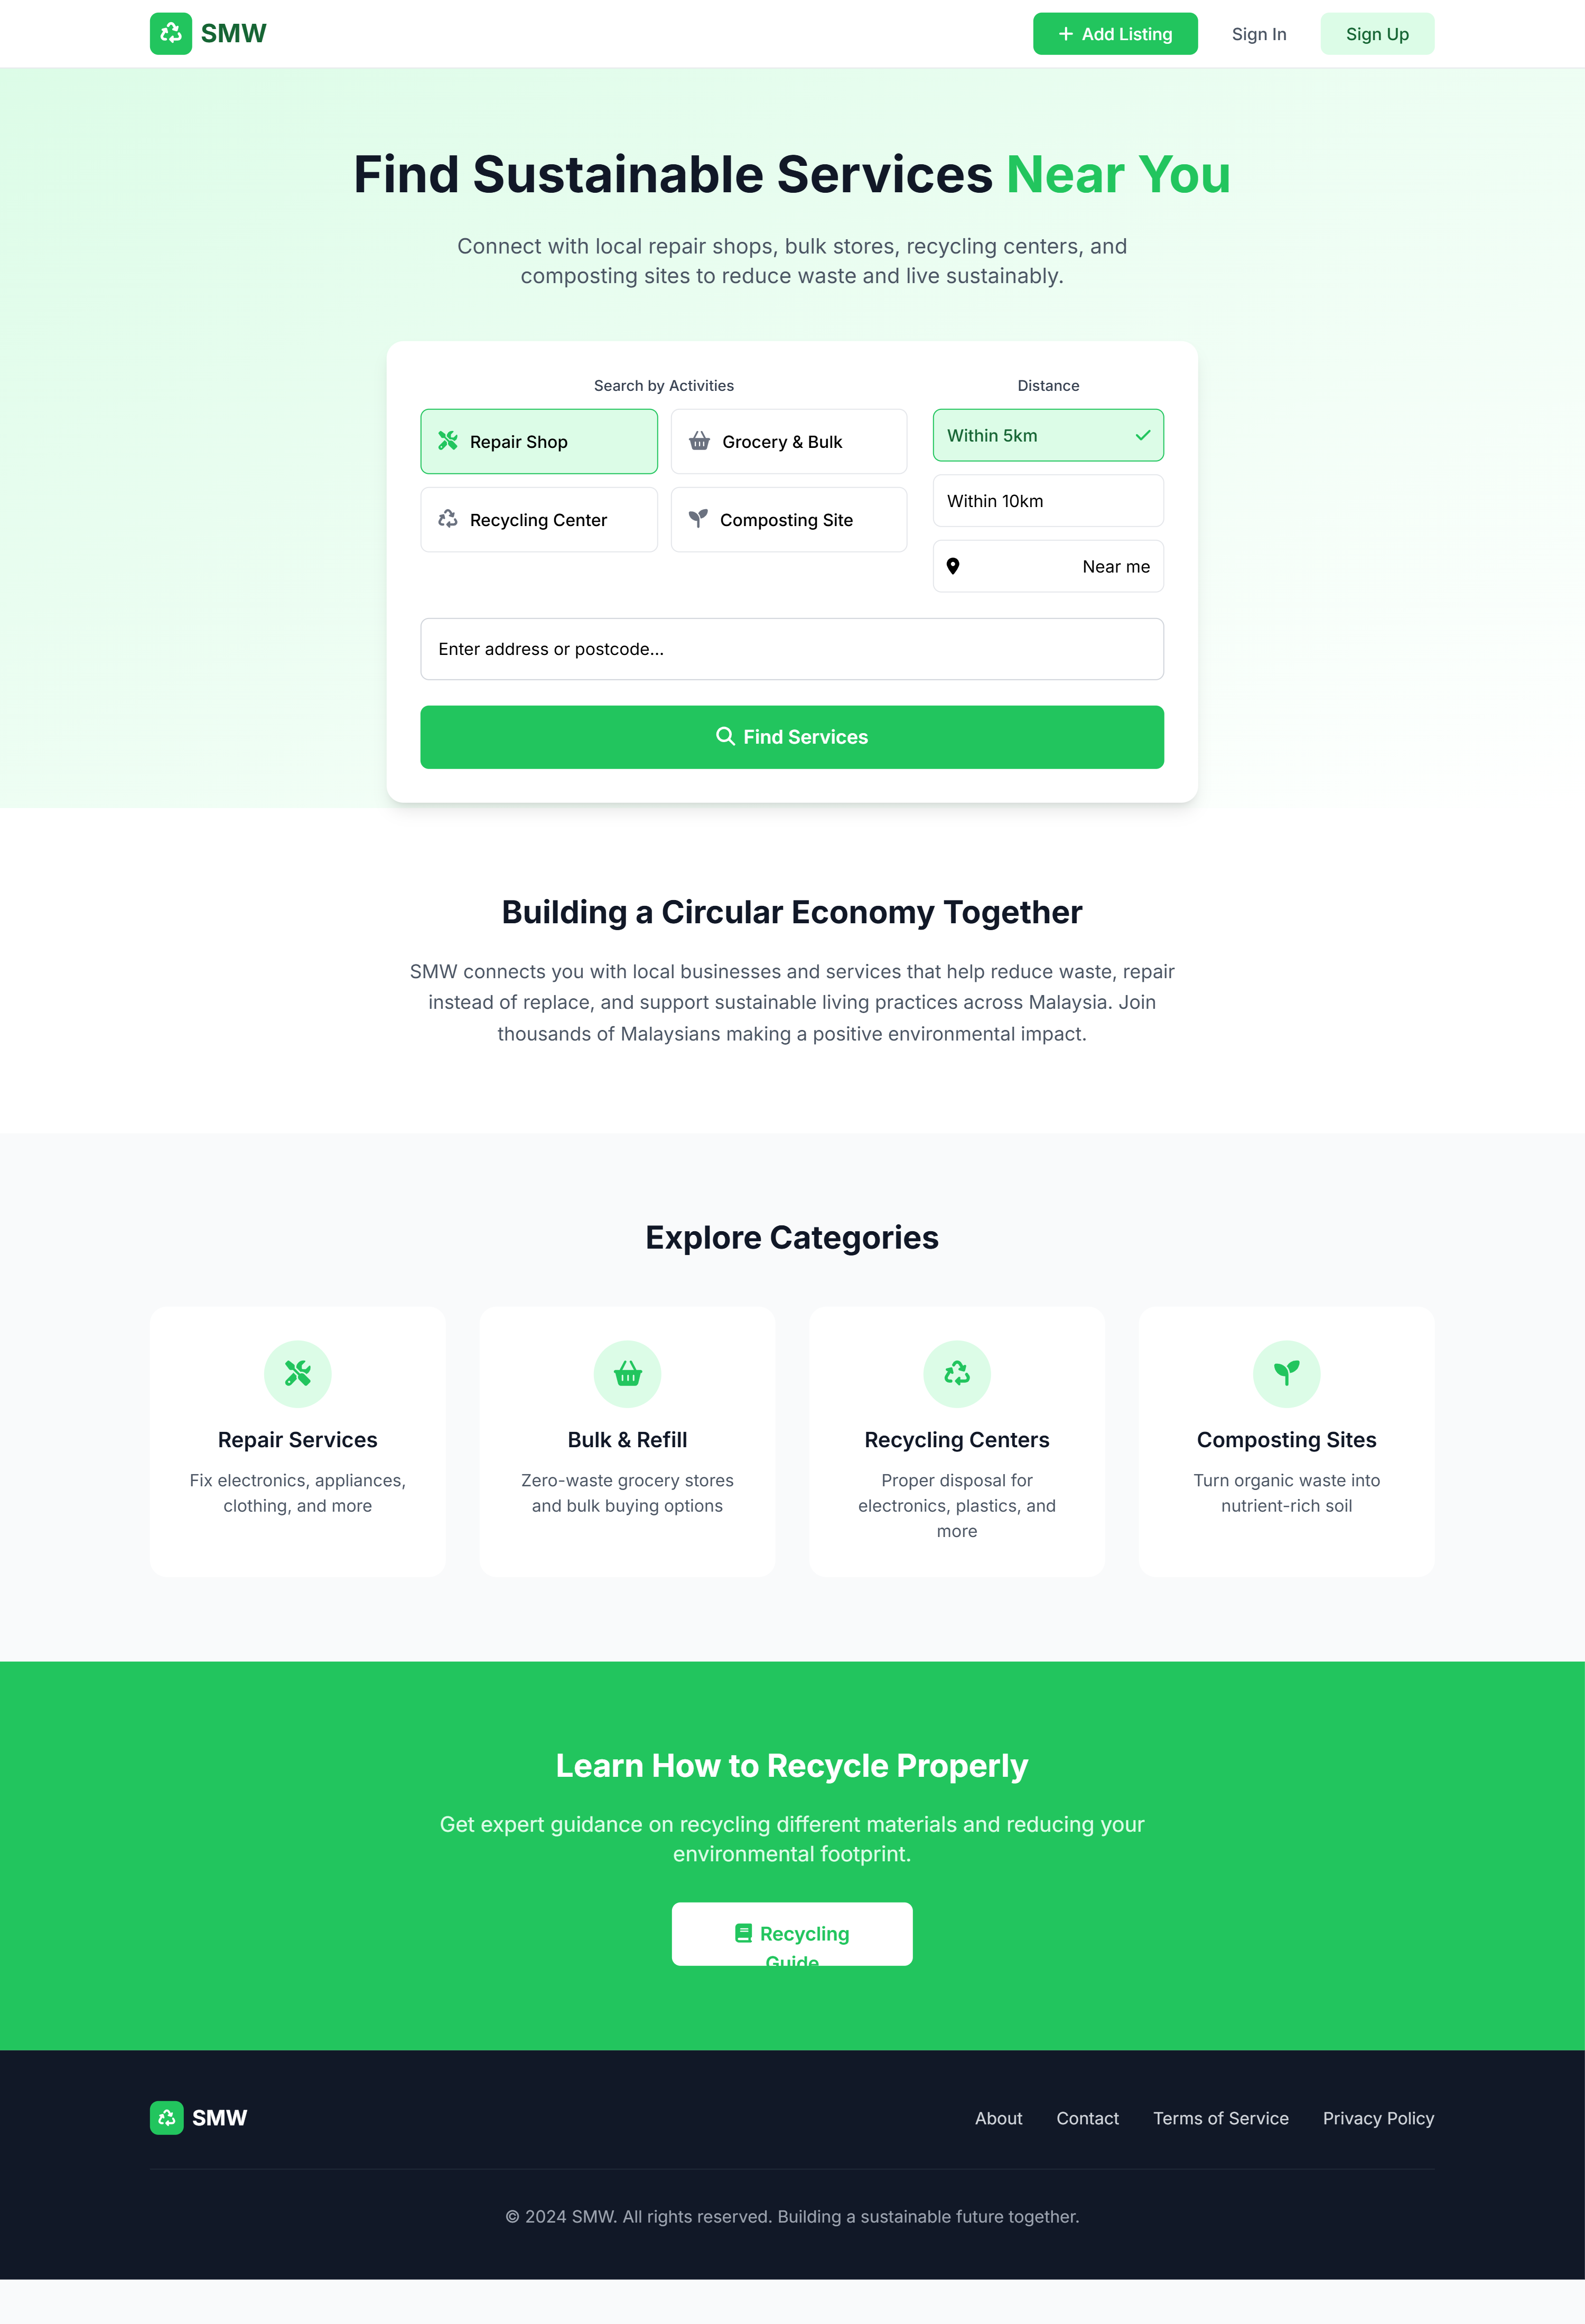 SMW
Add Listing
Sign In
Sign Up
Find Sustainable Services Near You
Connect with local repair shops, bulk stores, recycling centers, and
composting sites to reduce waste and live sustainably.
Search by Activities
Repair Shop
Grocery & Bulk
Recycling Center
Composting Site
Distance
Within 5km
Within 10km
Near me
Enter address or postcode...
Find Services
Building a Circular Economy Together
SMW connects you with local businesses and services that help reduce waste, repair
instead of replace, and support sustainable living practices across Malaysia. Join
thousands of Malaysians making a positive environmental impact.
Explore Categories
Repair Services
Fix electronics, appliances,
clothing, and more
Bulk & Refill
Zero-waste grocery stores
and bulk buying options
Recycling Centers
Proper disposal for
electronics, plastics, and
more
Composting Sites
Turn organic waste into
nutrient-rich soil
Learn How to Recycle Properly
Get expert guidance on recycling different materials and reducing your
environmental footprint.
Recycling
Guide
SMW
About
Contact
Terms of Service
Privacy Policy
© 2024 SMW. All rights reserved. Building a sustainable future together.